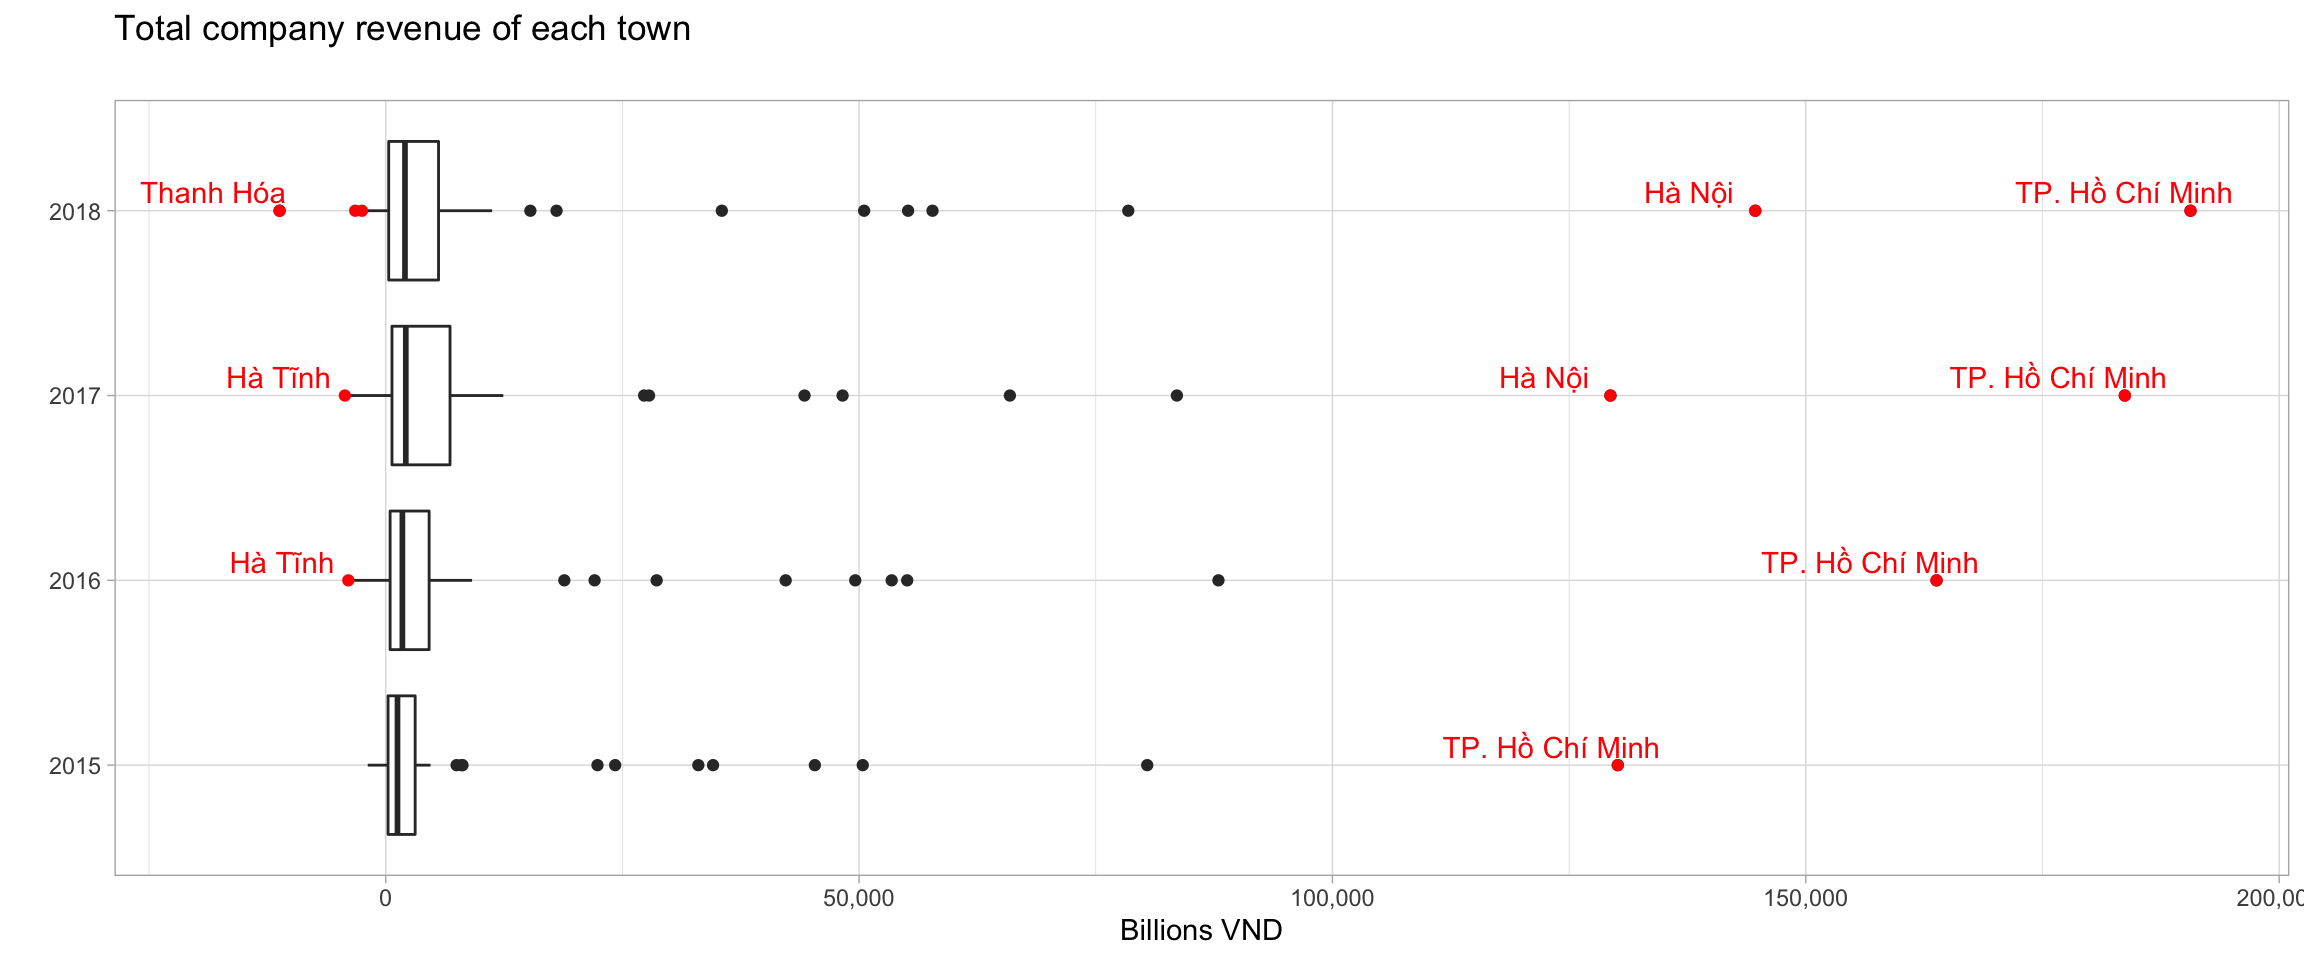 Total company revenue of each town
2018
Thanh Hóa
Hà Nội
TP. Hồ Chí Minh
2017
Hà Tĩnh
Hà Nội
TP. Hồ Chí Minh
2016
Hà Tĩnh
TP. Hồ Chí Minh
2015
TP. Hồ Chí Minh
0 50,000 100,000 150,000 200,00
Billions VND